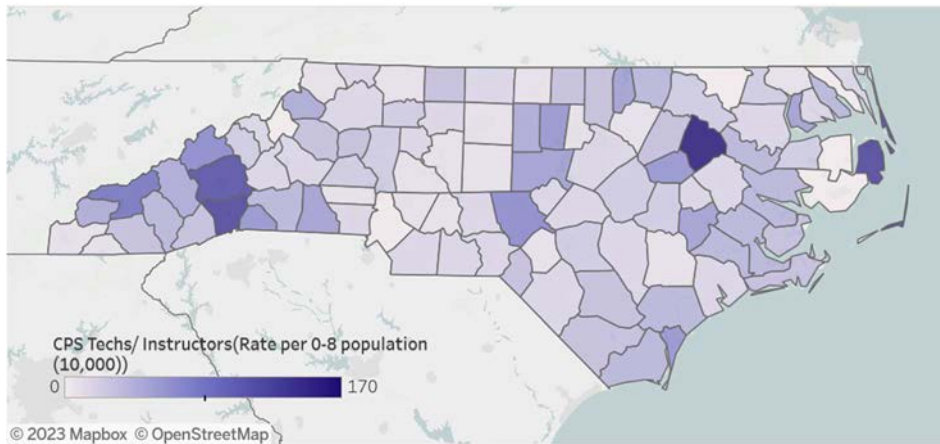 CPS Techs/ Instructors(Rate per 0-8 population
(10,000))
0 170
© 2023 Mapbox © OpenStreetMap